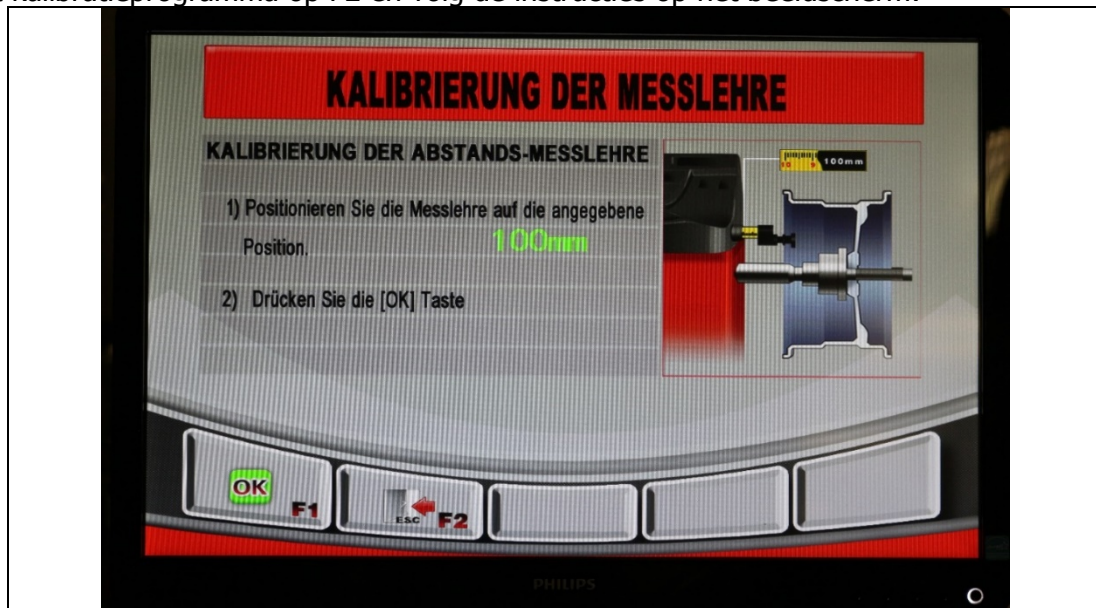 kalibratieprogramma op F2 en volg de instructies op het beeldscherm.
KALIBRIERUNG DER MESSLEHRE
KALIBRIERUNG DER ABSTANDS-MESSLEHRE
1) Positionieren Sie die Messlehre auf die angegebene
Position. 100mm
2) Drücken Sie die [OK] Taste
10 9 100mm
OK F1
ESC F2
PHILIPS